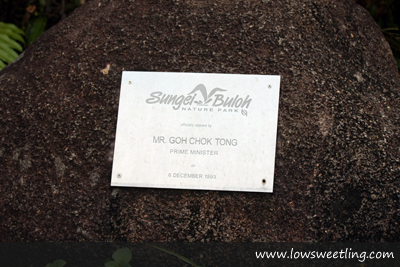 Sungei Buloh
NATURE PARK
officially opened by
MR. GOH CHOK TONG
PRIME MINISTER
on
6 DECEMBER 1993
www.lowsweetling.com